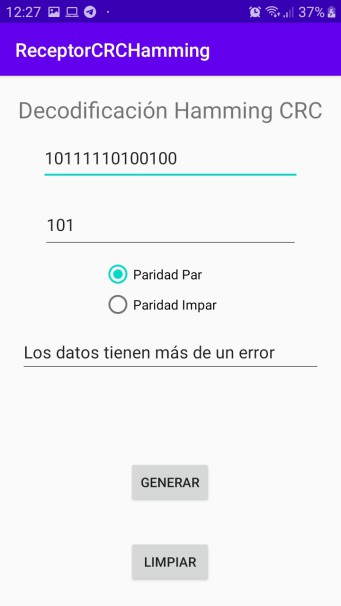 12:27 37%
ReceptorCRCHamming
Decodificación Hamming CRC
10111110100100
101
Paridad Par
Paridad Impar
Los datos tienen más de un error
GENERAR
LIMPIAR